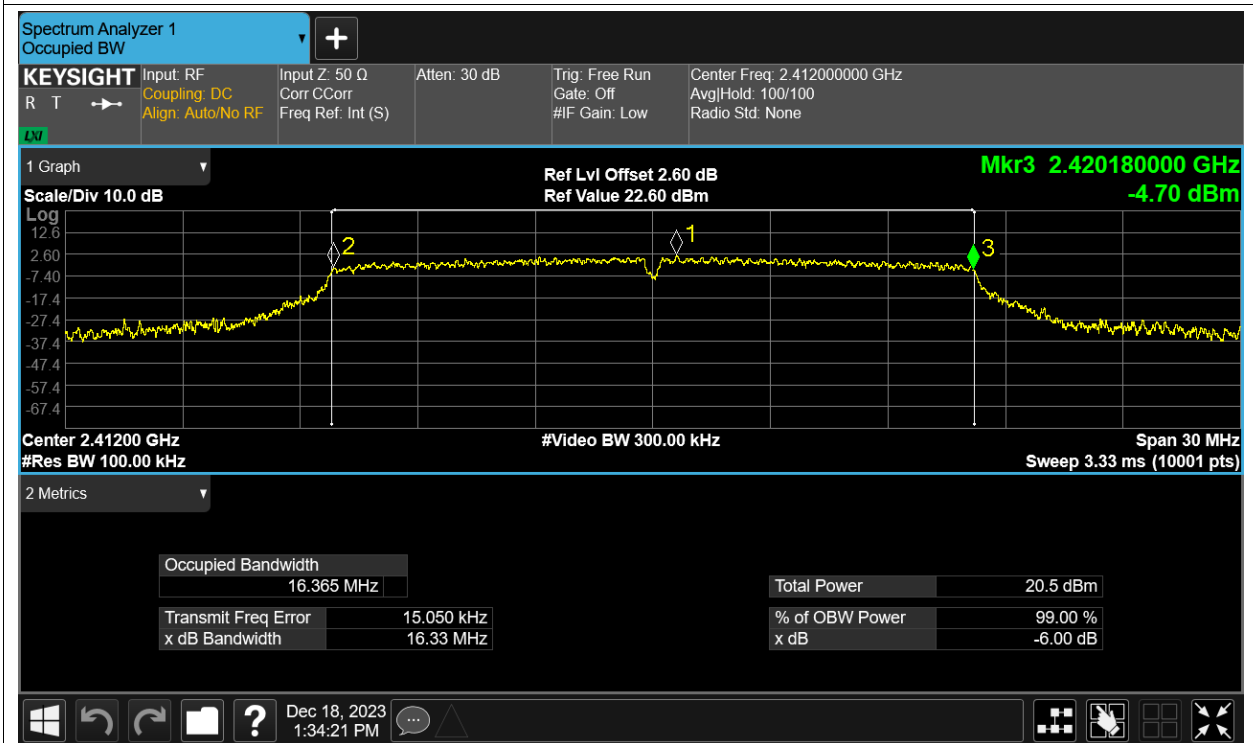 Spectrum Analyzer 1
Occupied BW
KEYSIGHT
R T
LXI
Input: RF
Coupling: DC
Align: Auto/No RF
Input Z: 50 Ω
Corr CCorr
Freq Ref: Int (S)
Atten: 30 dB
Trig: Free Run
Gate: Off
#IF Gain: Low
Center Freq: 2.412000000 GHz
Avg|Hold: 100/100
Radio Std: None
1 Graph
Scale/Div 10.0 dB
Ref Lvl Offset 2.60 dB
Ref Value 22.60 dBm
Mkr3 2.420180000 GHz
-4.70 dBm
Log
12.6
2.60
-7.40
-17.4
-27.4
-37.4
-47.4
-57.4
-67.4
2
1
3
Center 2.41200 GHz
#Video BW 300.00 kHz
Span 30 MHz
#Res BW 100.00 kHz
Sweep 3.33 ms (10001 pts)
2 Metrics
Occupied Bandwidth
16.365 MHz
Transmit Freq Error 15.050 kHz
x dB Bandwidth 16.33 MHz
Total Power 20.5 dBm
% of OBW Power 99.00 %
x dB -6.00 dB
?
Dec 18, 2023
1:34:21 PM